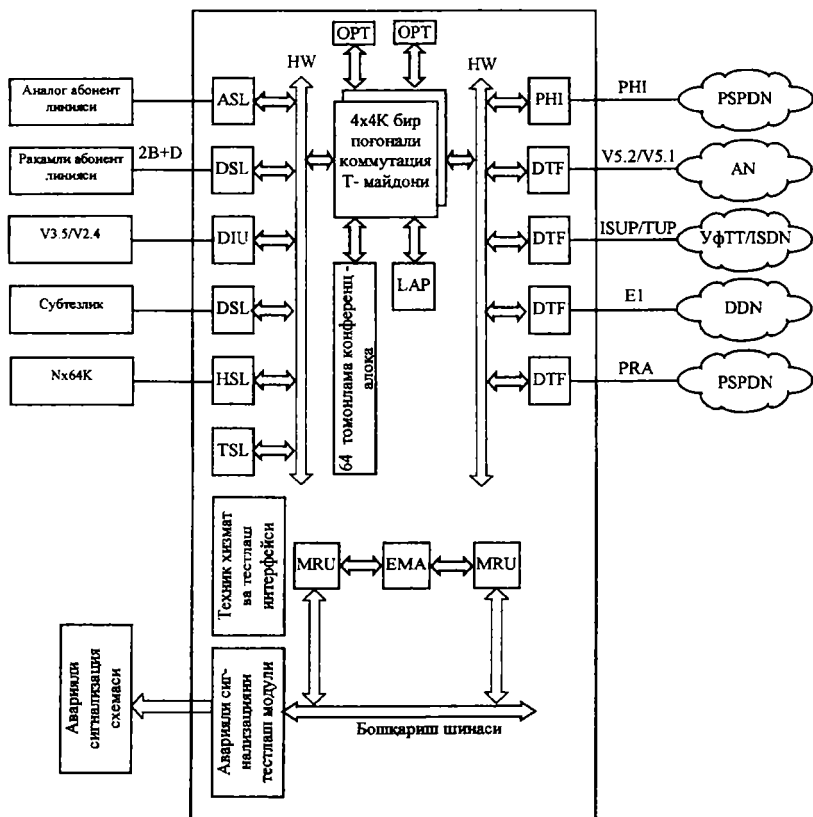 OPT
OPT
HW
HW
Аналог абонент
линияси
ASL
4x4K бир
поғонали
коммутация
Т- майдони
PHI
PHI
PSPDN
Ракамли абонент
линияси
2B+D
DSL
DTF
V5.2/V5.1
AN
V3.5/V2.4
DIU
DTF
ISUP/TUP
УфТТ/ISDN
Субтезлик
DSL
64 томонлама конференц -
алока
LAP
DTF
E1
DDN
Nx64K
HSL
DTF
PRA
PSPDN
TSL
Техник хизмат
ва тестлаш
интерфейси
MRU
EMA
MRU
Аварияли
сигнализация
схемаси
Аварияли сиг-
нализацияни
тестлаш модули
Бошқариш шинаси